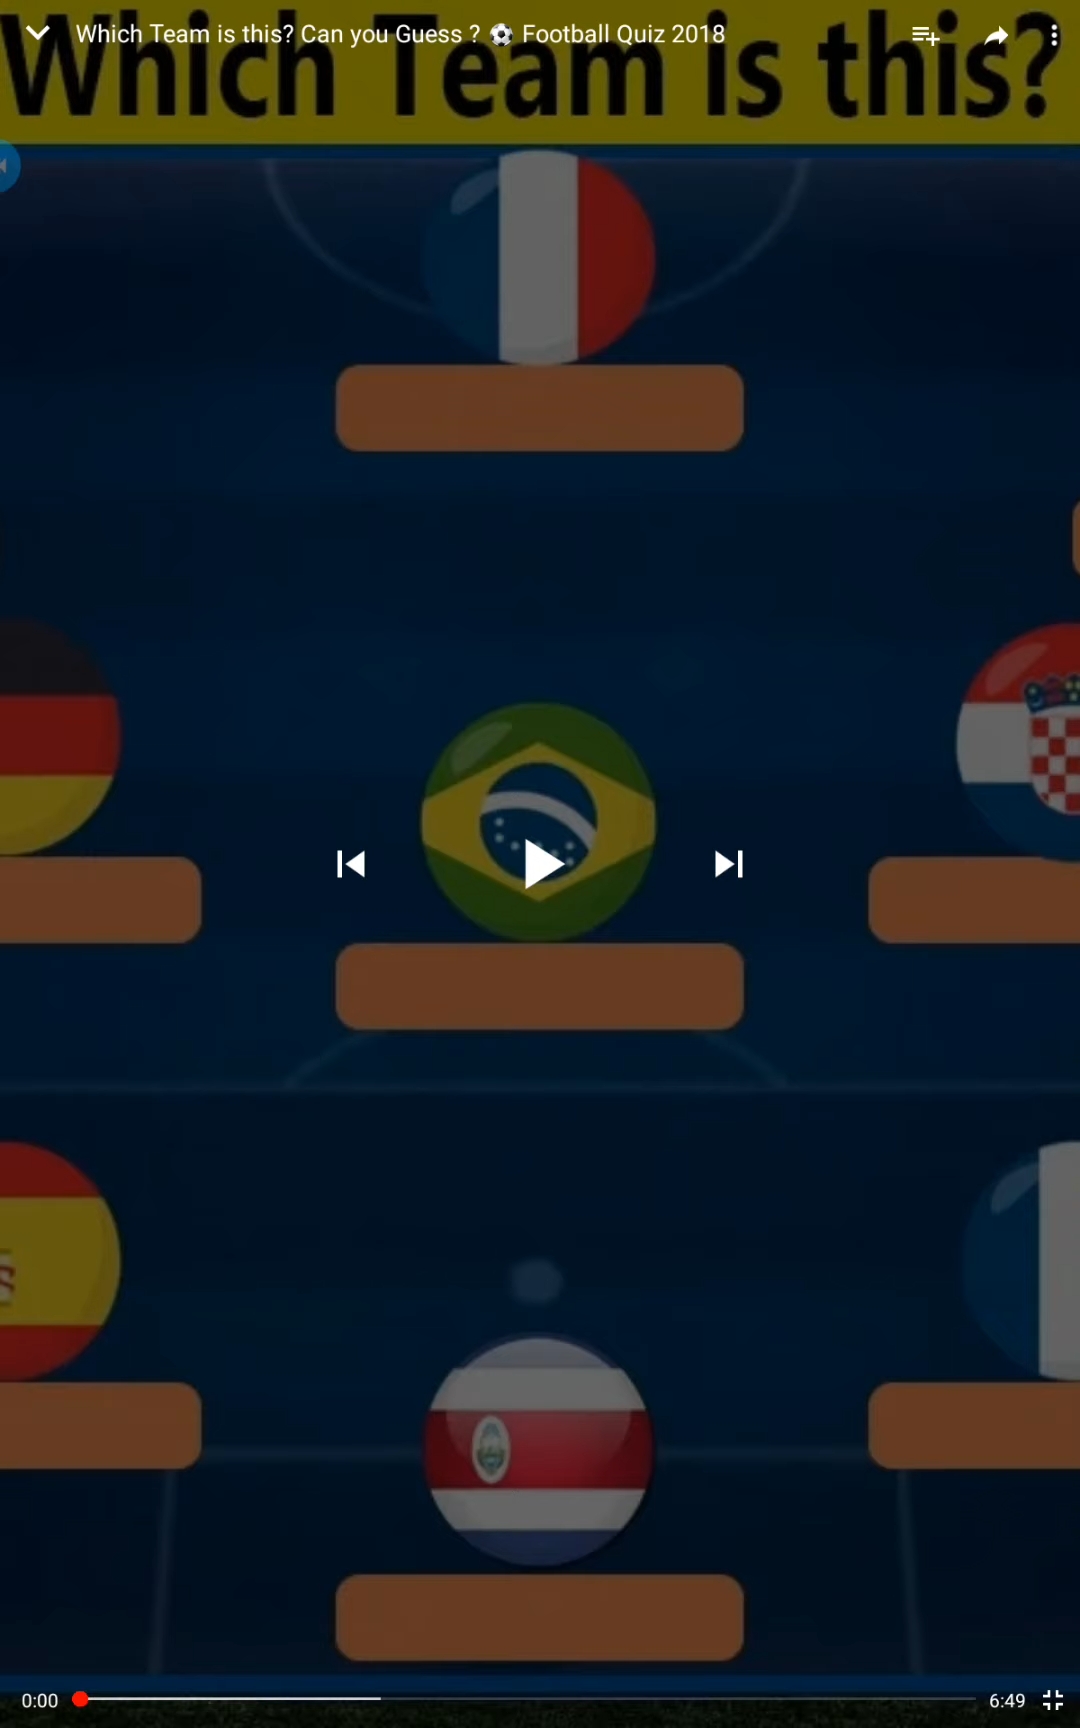 Which Team is this? Can you Guess ? ⚽ Football Quiz 2018
Which Team is this?
0:00
6:49